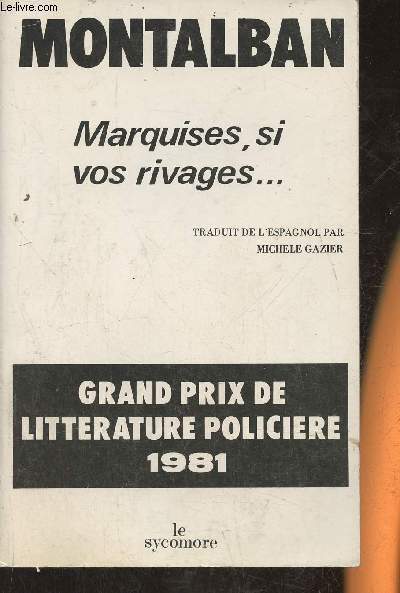 Le-livre.com
MONTALBAN
Marquises, si
vos rivages...
TRADUIT DE L'ESPAGNOL PAR
MICHELE GAZIER
GRAND PRIX DE
LITTERATURE POLICIERE
1981
le
sycomore